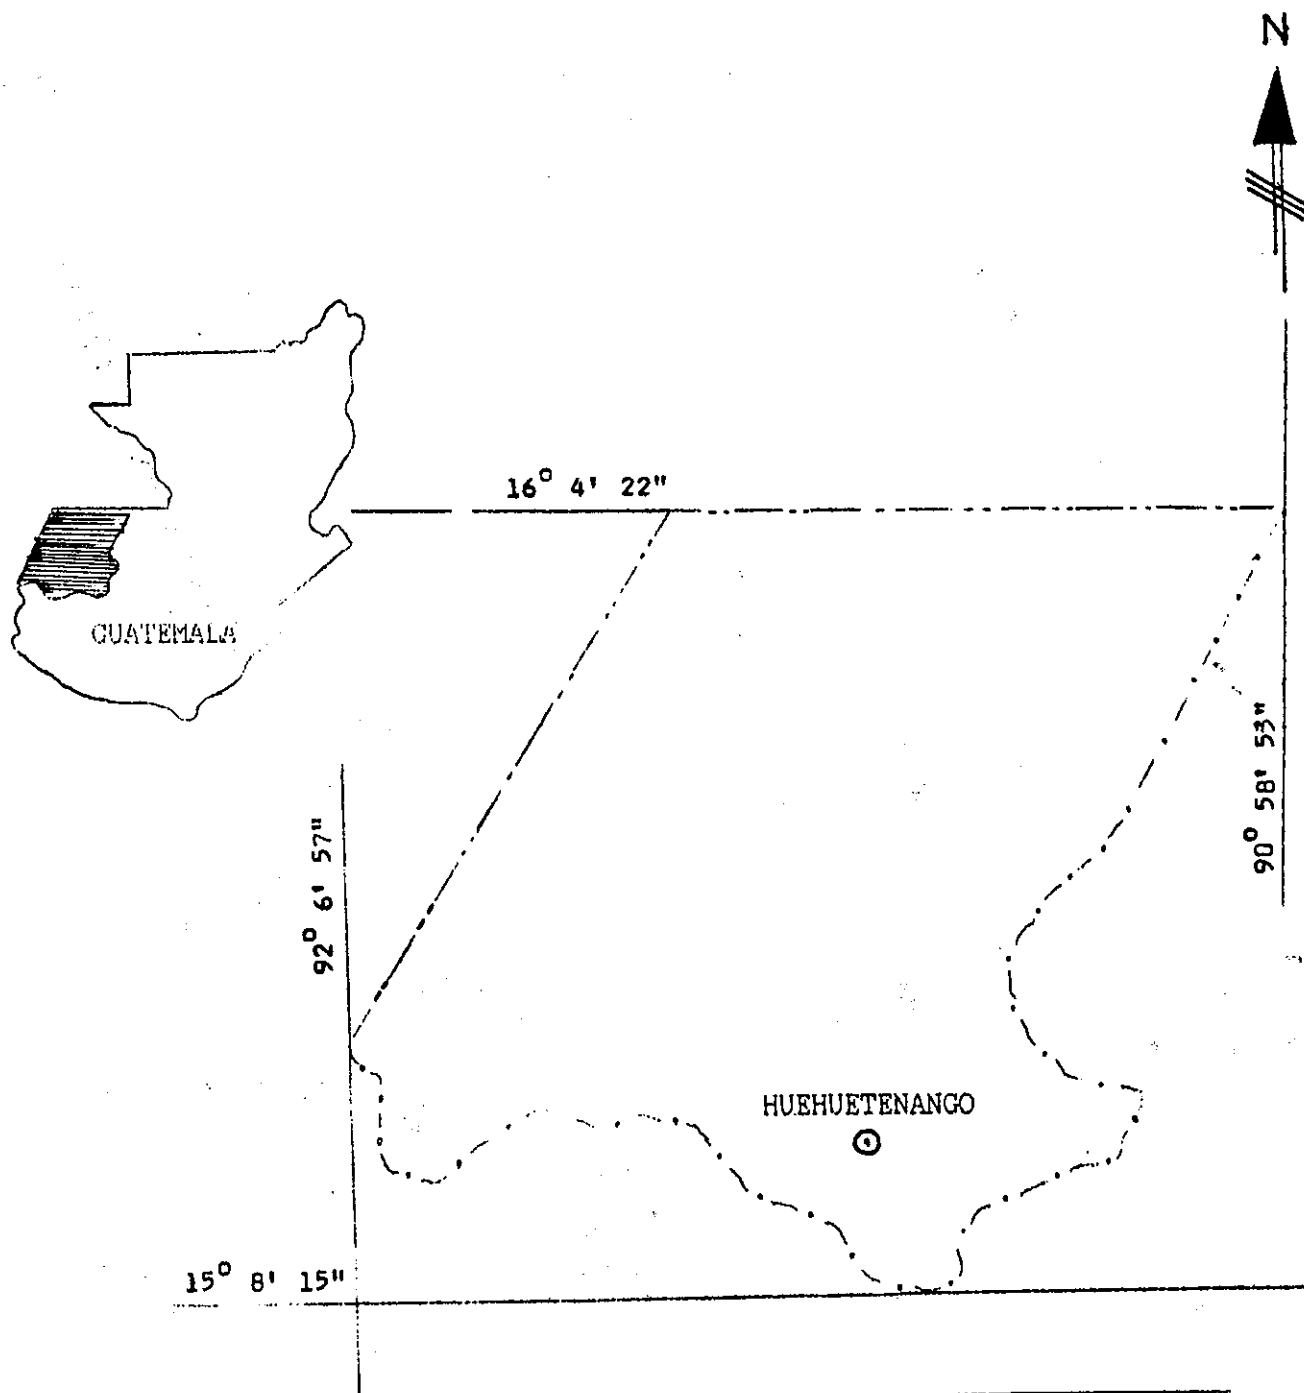 N
16° 4' 22"
GUATEMALA
90° 58' 53"
92° 6' 57"
HUEHUETENANGO
15° 8' 15"